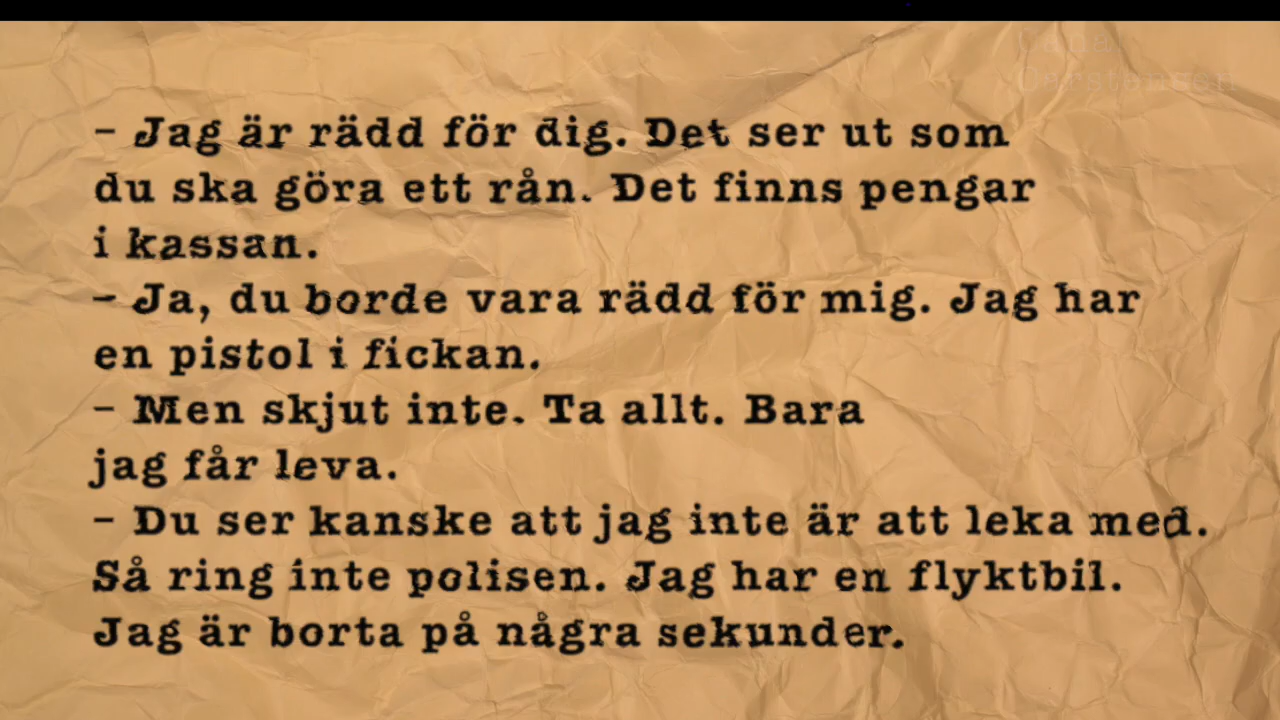 – Jag är rädd för dig. Det ser ut som
du ska göra ett rån. Det finns pengar
i kassan.
– Ja, du borde vara rädd för mig. Jag har
en pistol i fickan.
– Men skjut inte. Ta allt. Bara
jag får leva.
– Du ser kanske att jag inte är att leka med.
Så ring inte polisen. Jag har en flyktbil.
Jag är borta på några sekunder.